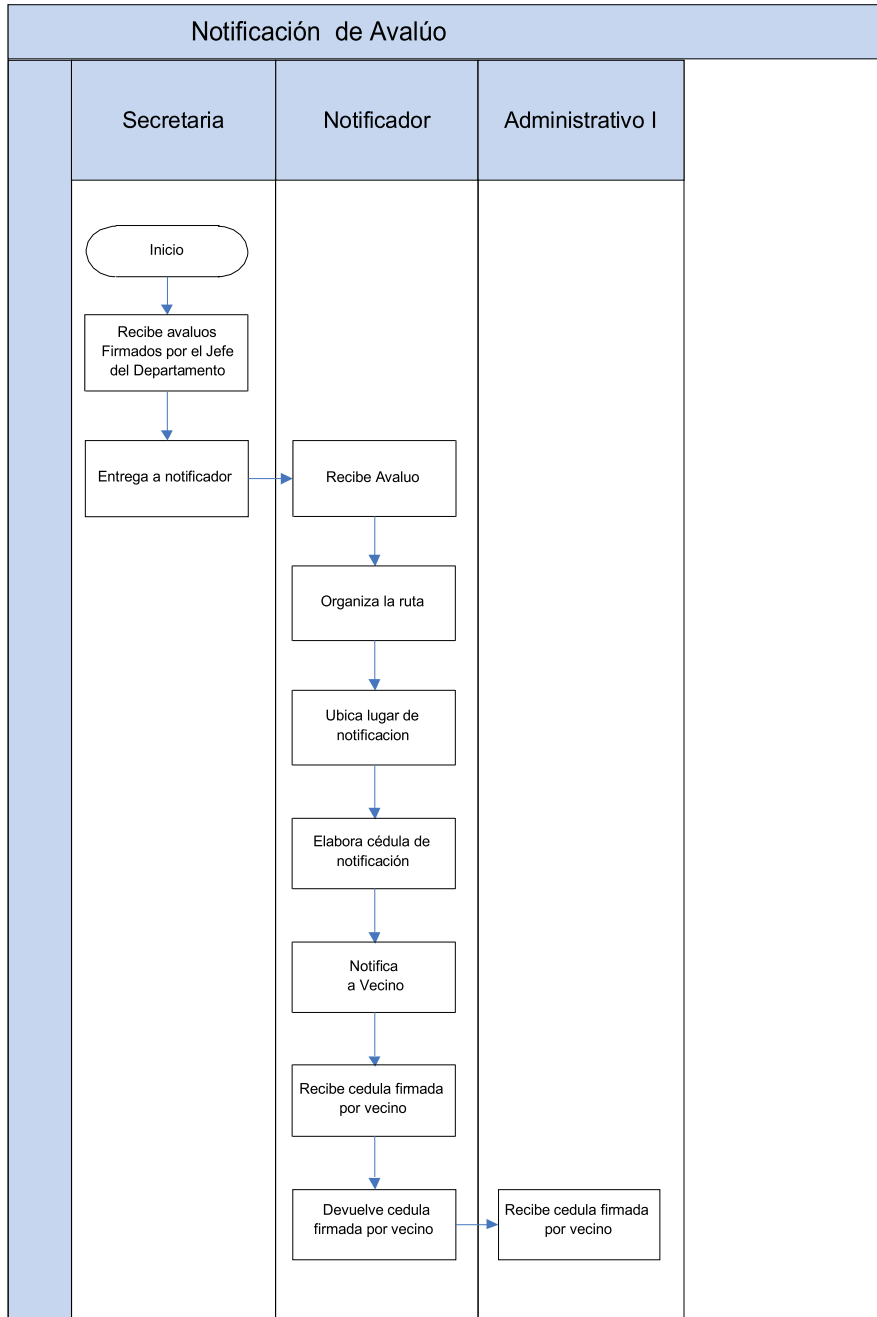 Notificación de Avalúo
Secretaria
Notificador
Administrativo I
Inicio
Recibe avaluos
Firmados por el Jefe
del Departamento
Entrega a notificador
Recibe Avaluo
Organiza la ruta
Ubica lugar de
notificacion
Elabora cédula de
notificación
Notifica
a Vecino
Recibe cedula firmada
por vecino
Devuelve cedula
firmada por vecino
Recibe cedula firmada
por vecino